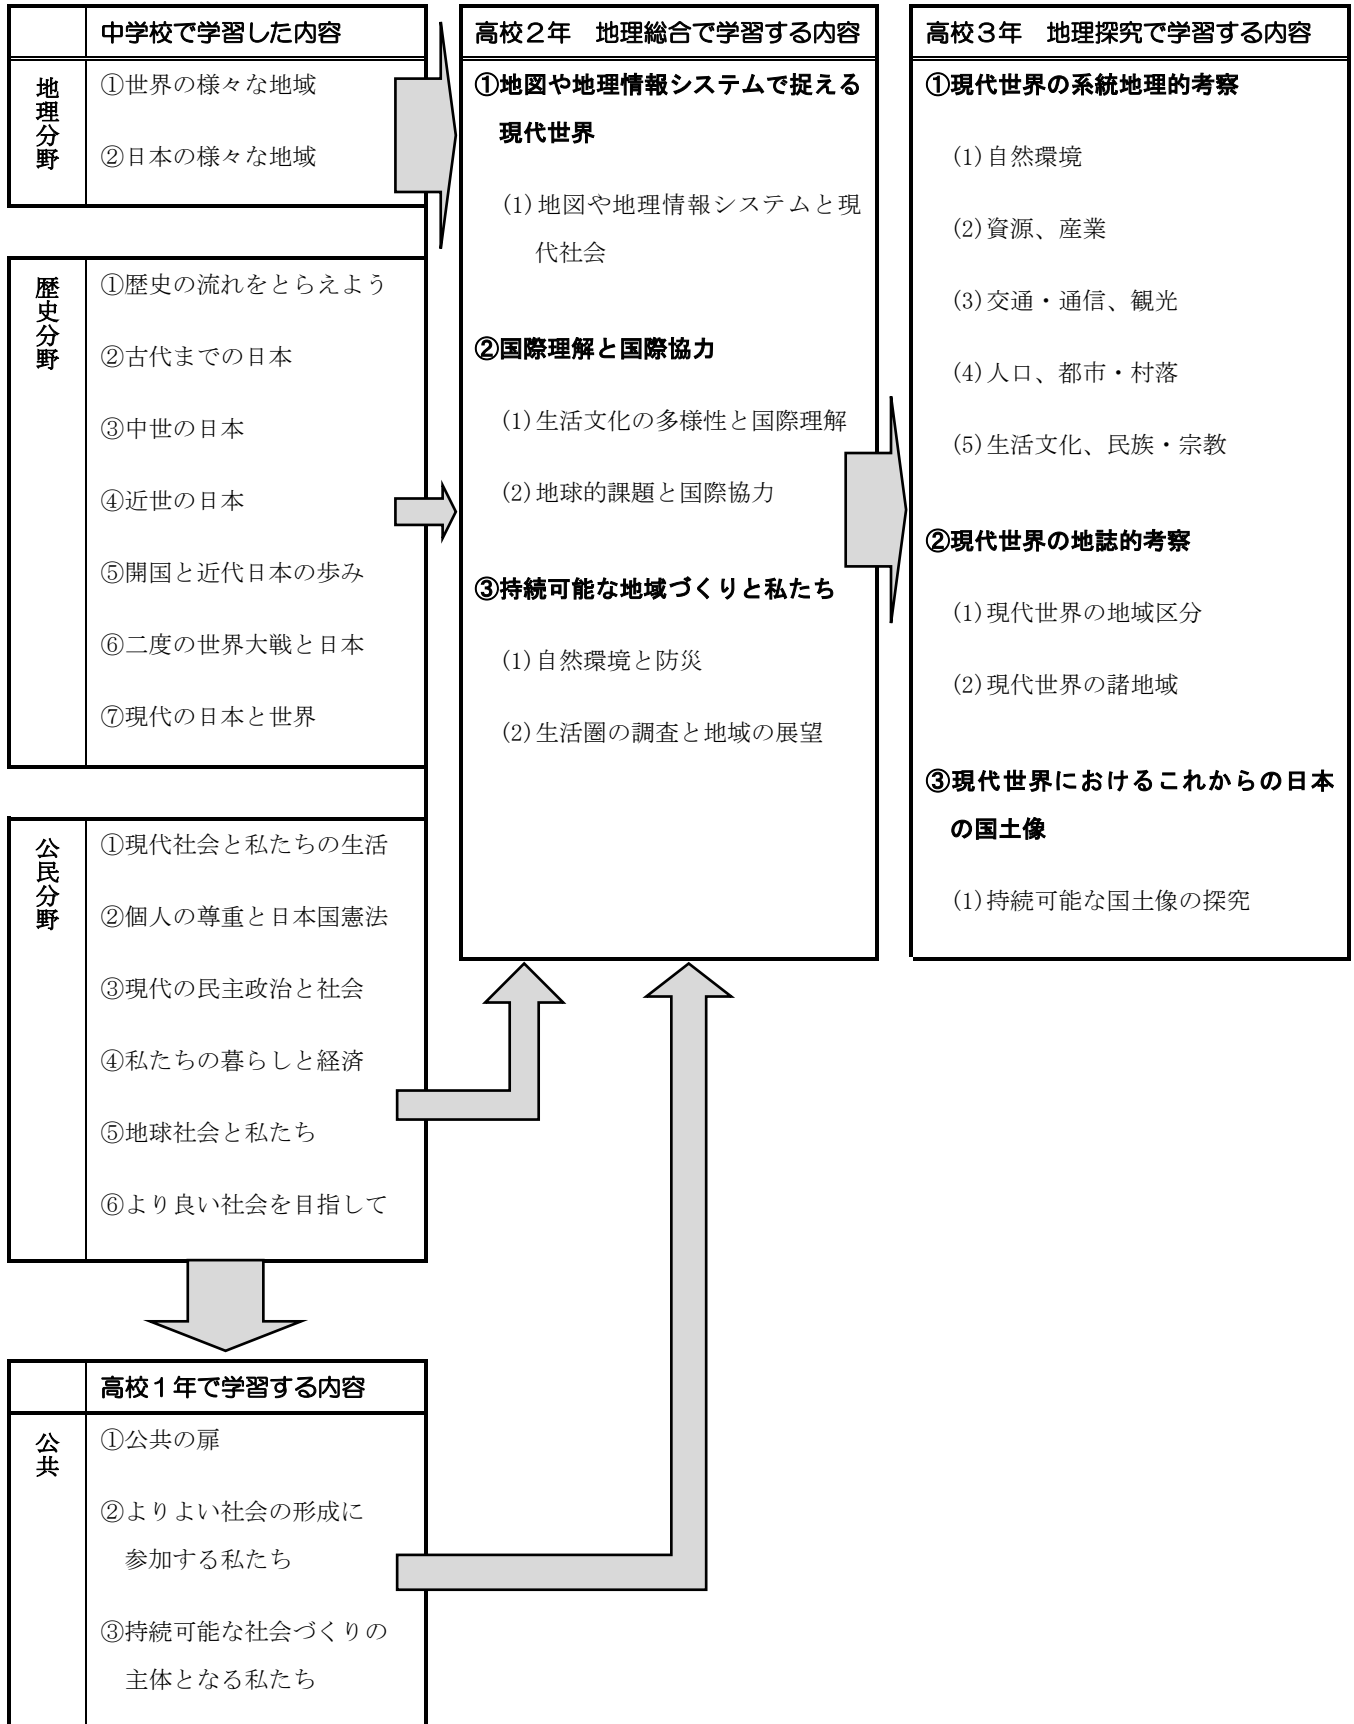 中学校で学習した内容
地理分野
①世界の様々な地域
②日本の様々な地域
歴史分野
①歴史の流れをとらえよう
②古代までの日本
③中世の日本
④近世の日本
⑤開国と近代日本の歩み
⑥二度の世界大戦と日本
⑦現代の日本と世界
公民分野
①現代社会と私たちの生活
②個人の尊重と日本国憲法
③現代の民主政治と社会
④私たちの暮らしと経済
⑤地球社会と私たち
⑥より良い社会を目指して
高校1年で学習する内容
公共
①公共の扉
②よりよい社会の形成に
参加する私たち
③持続可能な社会づくりの
主体となる私たち
高校2年　地理総合で学習する内容
①地図や地理情報システムで捉える
現代世界
(1)地図や地理情報システムと現
代社会
②国際理解と国際協力
(1)生活文化の多様性と国際理解
(2)地球的課題と国際協力
③持続可能な地域づくりと私たち
(1)自然環境と防災
(2)生活圏の調査と地域の展望
高校3年　地理探究で学習する内容
①現代世界の系統地理的考察
(1)自然環境
(2)資源、産業
(3)交通・通信、観光
(4)人口、都市・村落
(5)生活文化、民族・宗教
②現代世界の地誌的考察
(1)現代世界の地域区分
(2)現代世界の諸地域
③現代世界におけるこれからの日本
の国土像
(1)持続可能な国土像の探究